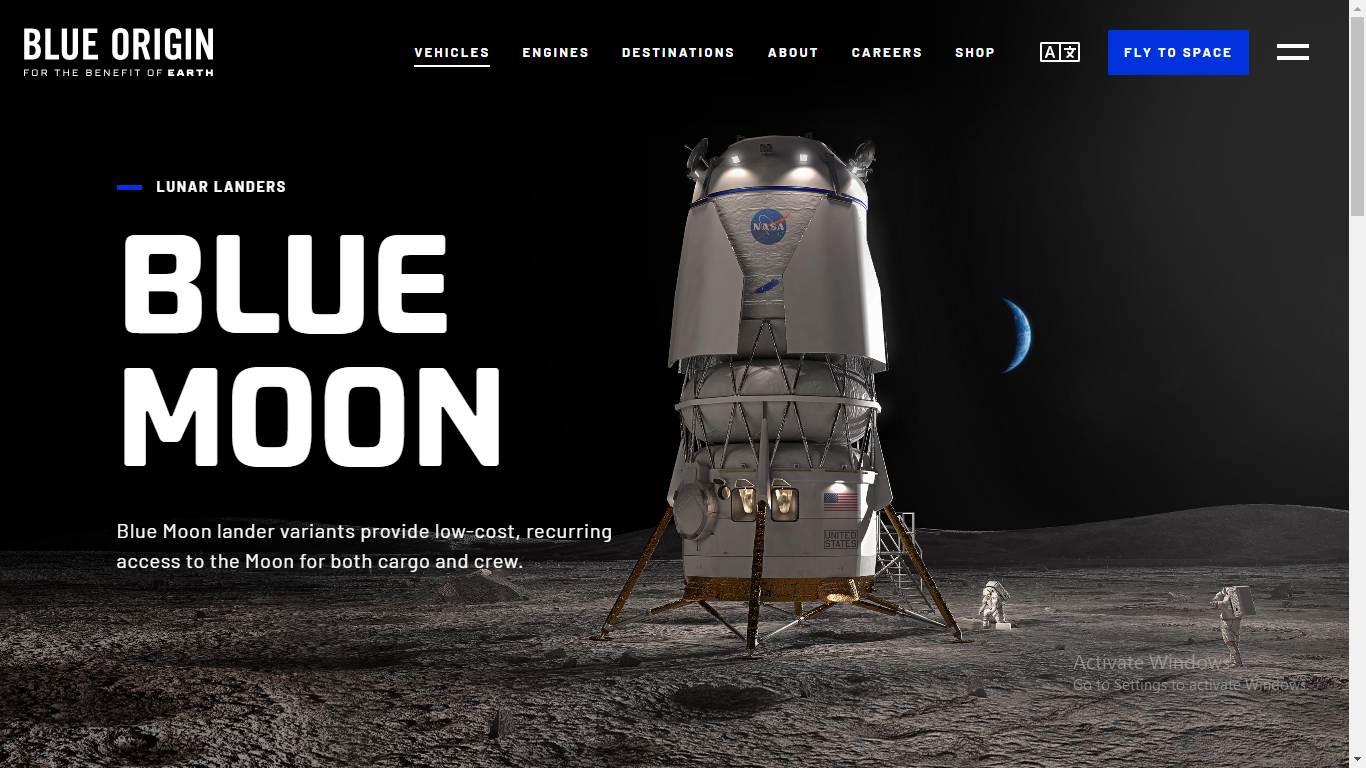 BLUE ORIGIN
FOR THE BENEFIT OF EARTH
VEHICLES ENGINES DESTINATIONS ABOUT CAREERS SHOP
A文
FLY TO SPACE
LUNAR LANDERS
BLUE
MOON
Blue Moon lander variants provide low-cost, recurring
access to the Moon for both cargo and crew.
NASA
UNITED
STATES
Activate Windows
Go to Settings to activate Windows.